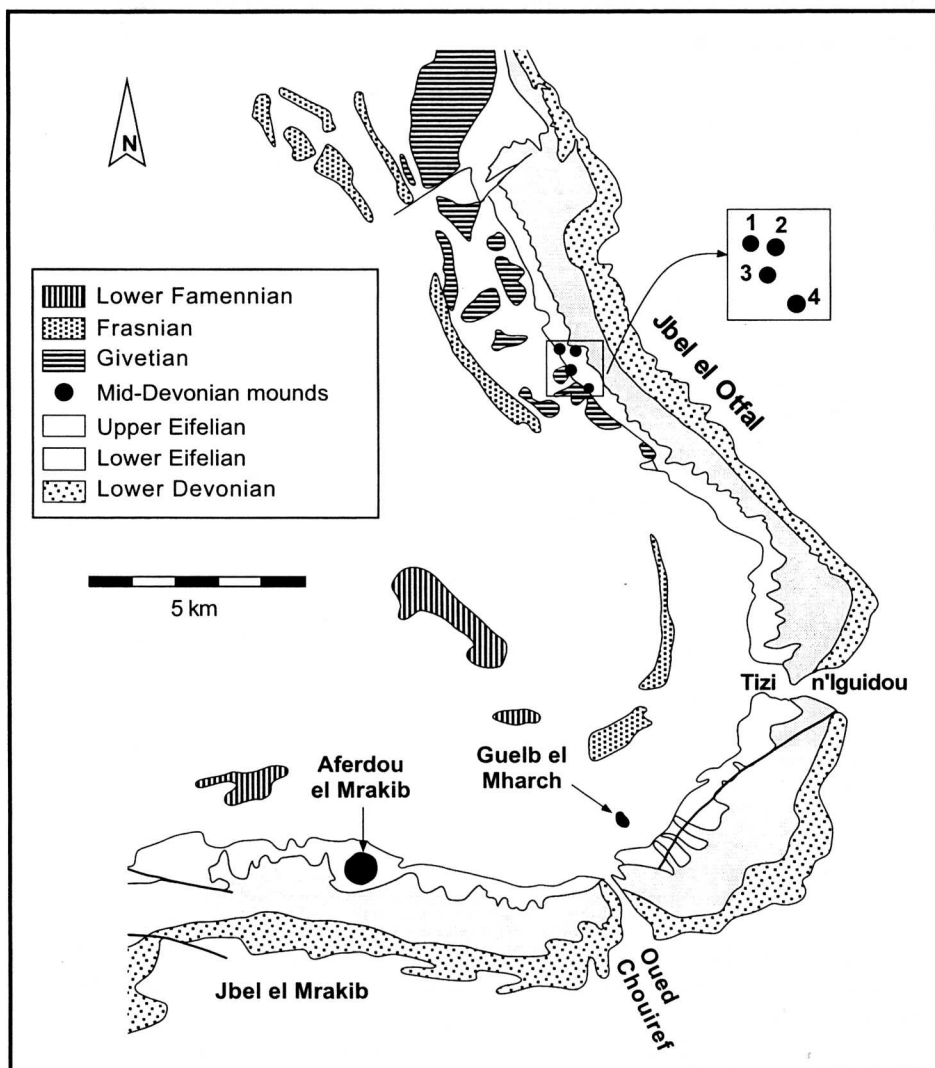 N
1 2
3
4
Lower Famennian
Frasnian
Givetian
Mid-Devonian mounds
Upper Eifelian
Lower Eifelian
Lower Devonian
Jbel el Otfal
5 km
Tizi n'Iguidou
Guelb el
Mharch
Aferdou
el Mrakib
Oued
Chouiref
Jbel el Mrakib